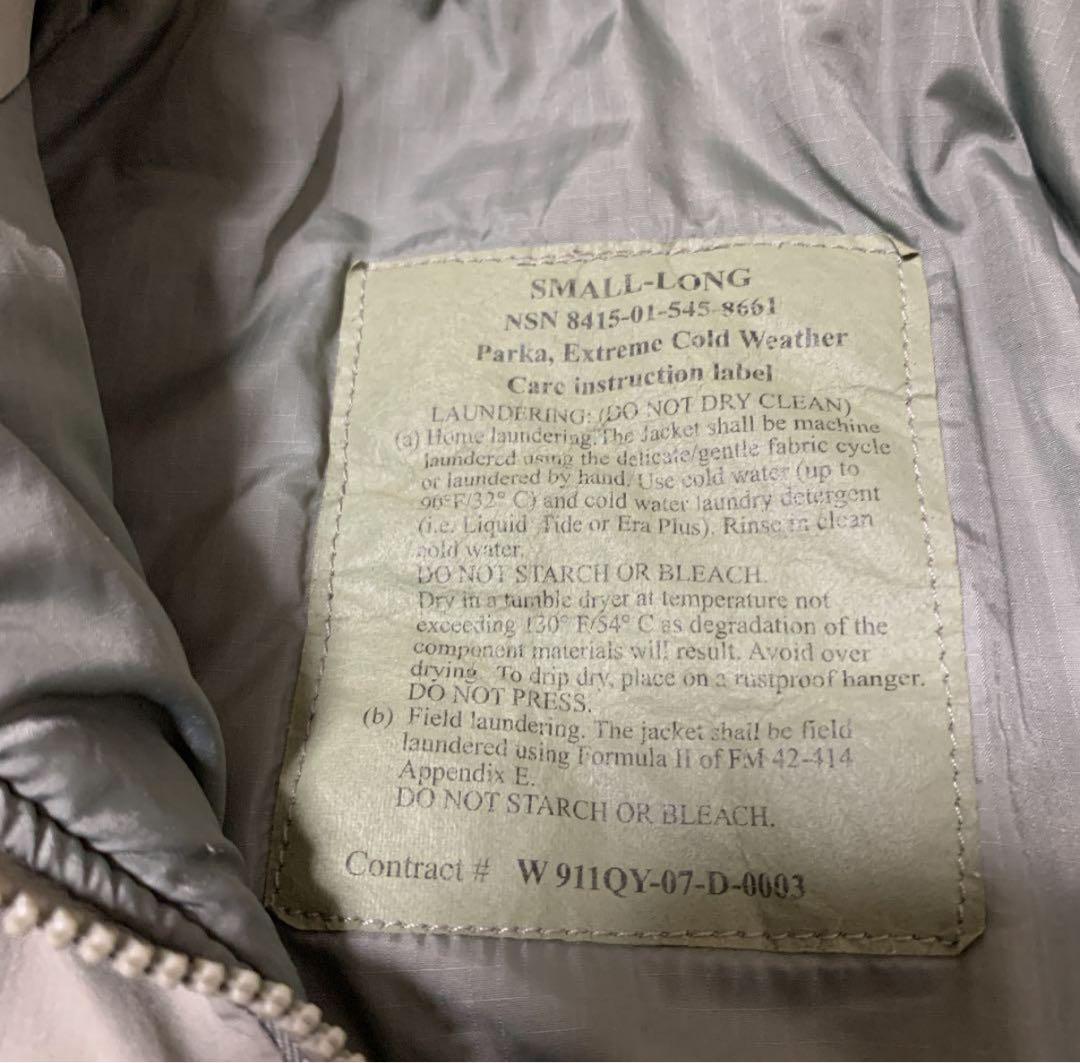 SMALL-LONG
NSN 8415-01-545-8661
Parka, Extreme Cold Weather
Care instruction label
LAUNDERING: (DO NOT DRY CLEAN)
(a) Home laundering. The Jacket shall be machine
laundered using the delicate/gentle fabric cycle
or laundered by hand. Use cold water (up to
90°F/32° C) and cold water laundry detergent
(i.e. Liquid Tide or Era Plus). Rinse in clean
cold water.
DO NOT STARCH OR BLEACH.
Dry in a tumble dryer at temperature not
exceeding 130° F/54° C as degradation of the
component materials will result. Avoid over
drying. To drip dry, place on a rustproof hanger.
DO NOT PRESS.
(b) Field laundering. The jacket shall be field
laundered using Formula II of FM 42-414
Appendix E.
DO NOT STARCH OR BLEACH.
Contract # W911QY-07-D-0003